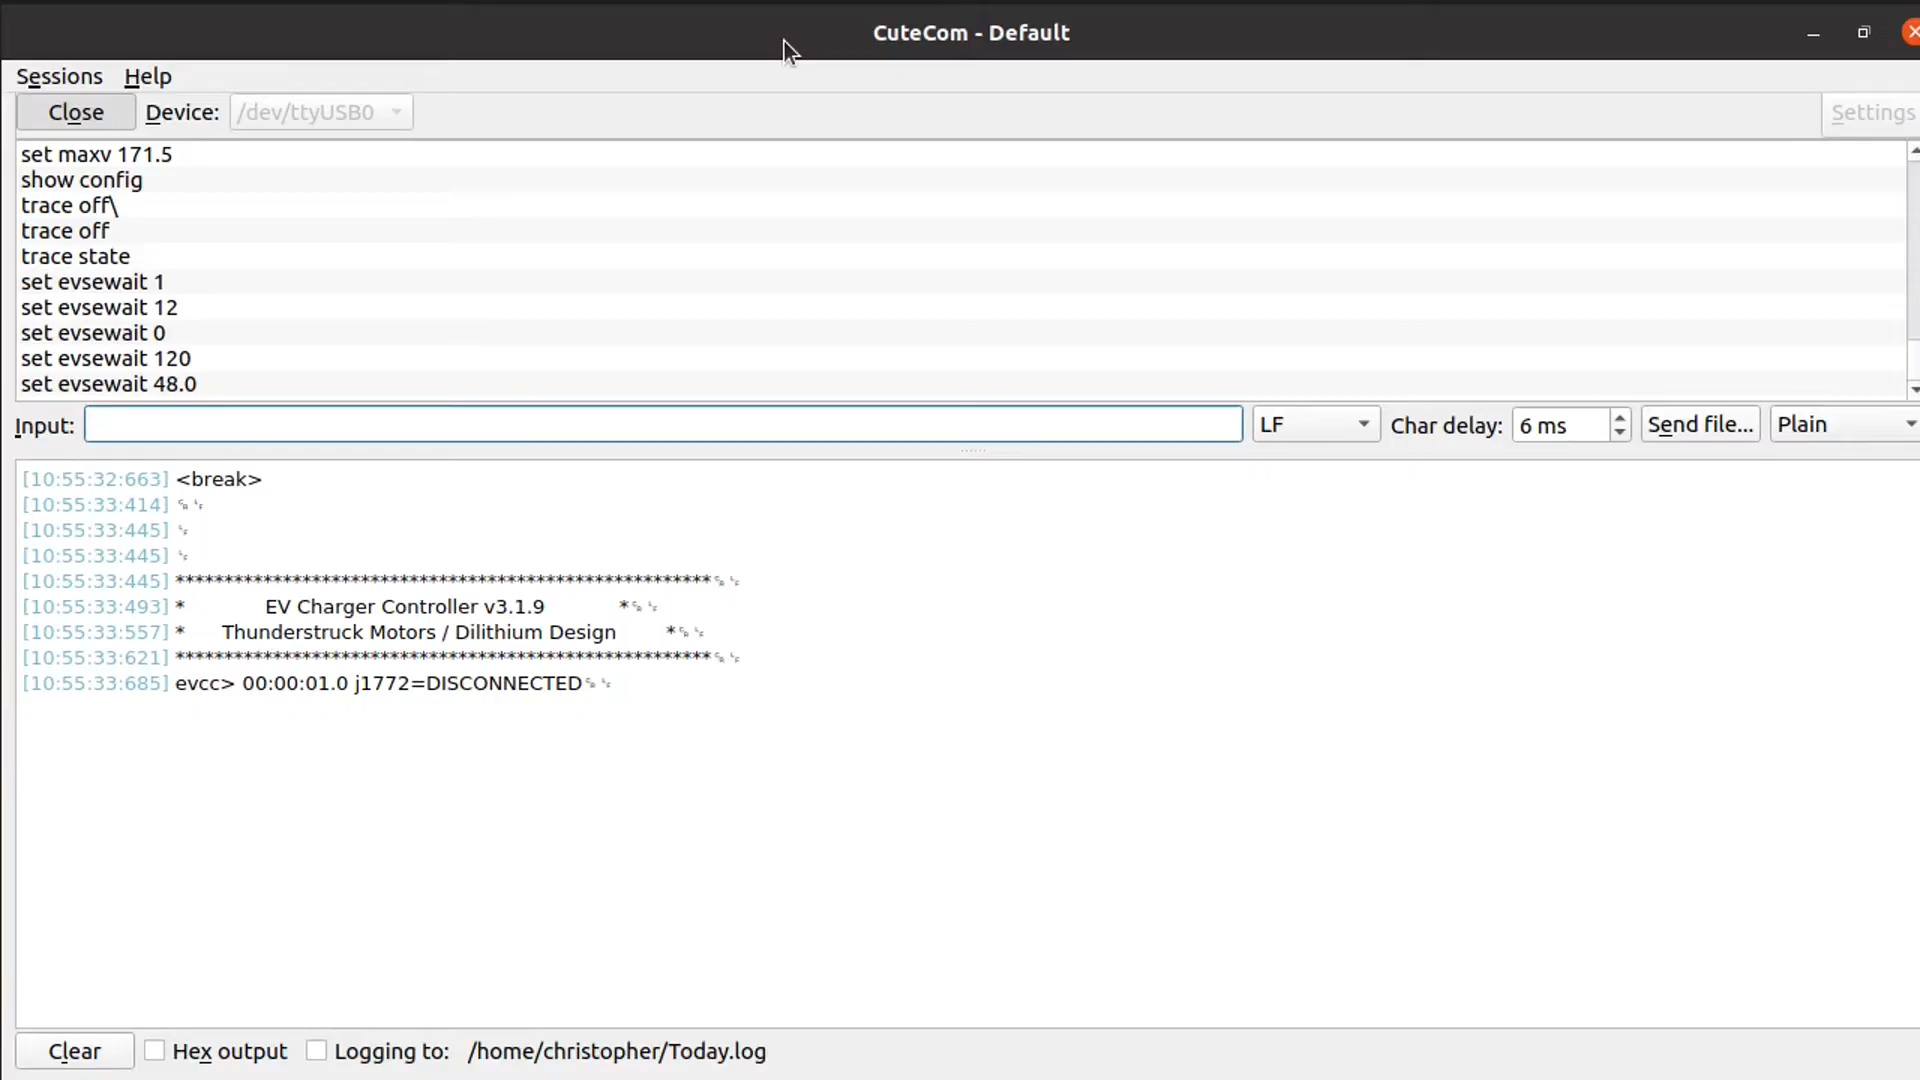 CuteCom - Default
Sessions Help
Close Device: /dev/ttyUSB0 Settings
set maxv 171.5
show config
trace off\
trace off
trace state
set evsewait 1
set evsewait 12
set evsewait 0
set evsewait 120
set evsewait 48.0
Input: LF Char delay: 6 ms Send file... Plain
[10:55:32:663] <break>
[10:55:33:414] ␍␊
[10:55:33:445] ␊
[10:55:33:445] ␊
[10:55:33:445] *******************************************************␍␊
[10:55:33:493] * EV Charger Controller v3.1.9 *␍␊
[10:55:33:557] * Thunderstruck Motors / Dilithium Design *␍␊
[10:55:33:621] *******************************************************␍␊
[10:55:33:685] evcc> 00:00:01.0 j1772=DISCONNECTED␍␊
Clear Hex output Logging to: /home/christopher/Today.log